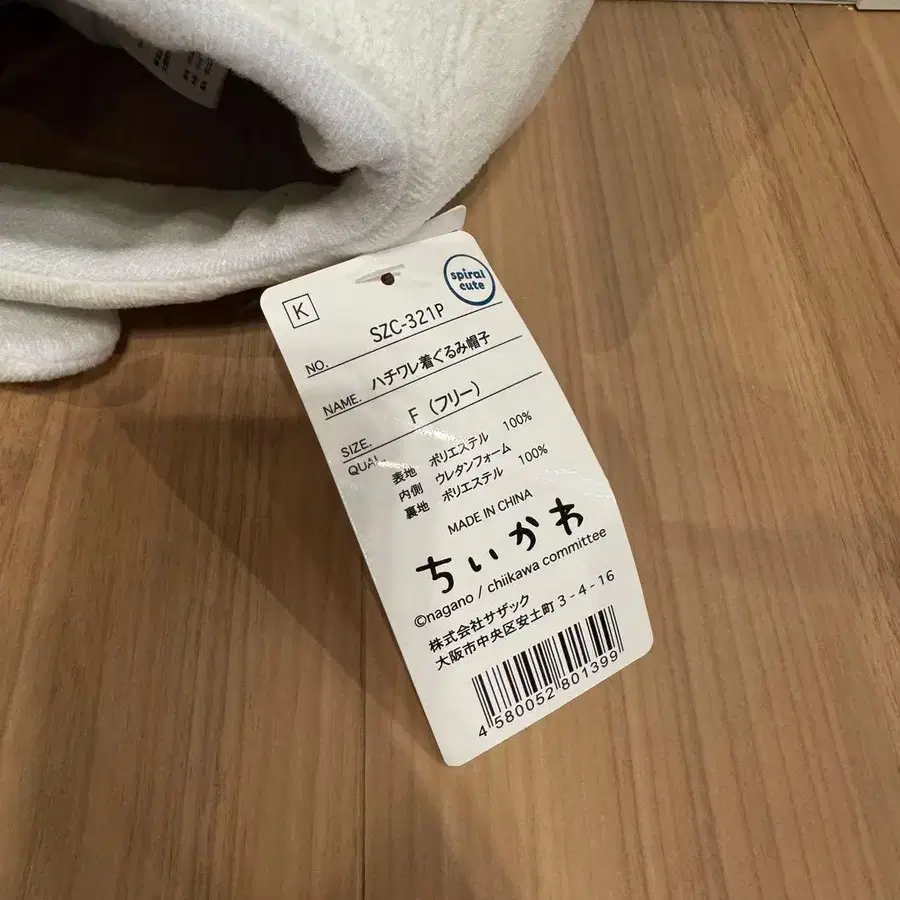 K
spiral
cute
NO. SZC-321P
NAME. ハチワレ着ぐるみ帽子
SIZE. F (フリー)
QUAL
表地 ポリエステル 100%
内側 ウレタンフォーム
裏地 ポリエステル 100%
MADE IN CHINA
ちいかわ
©nagano / chiikawa committee
株式会社サザック
大阪市中央区安土町3-4-16
4 580052 801399